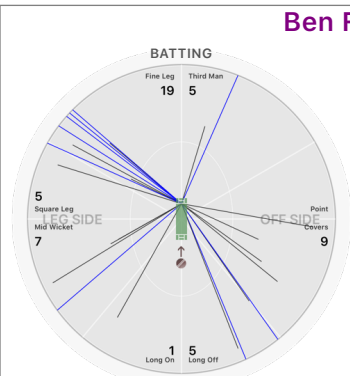 Ben F
BATTING
Fine Leg
Third Man
19
5
5
Square Leg
LEG SIDE
OFF SIDE
Mid Wicket
7
Point
Covers
9
1
Long On
5
Long Off